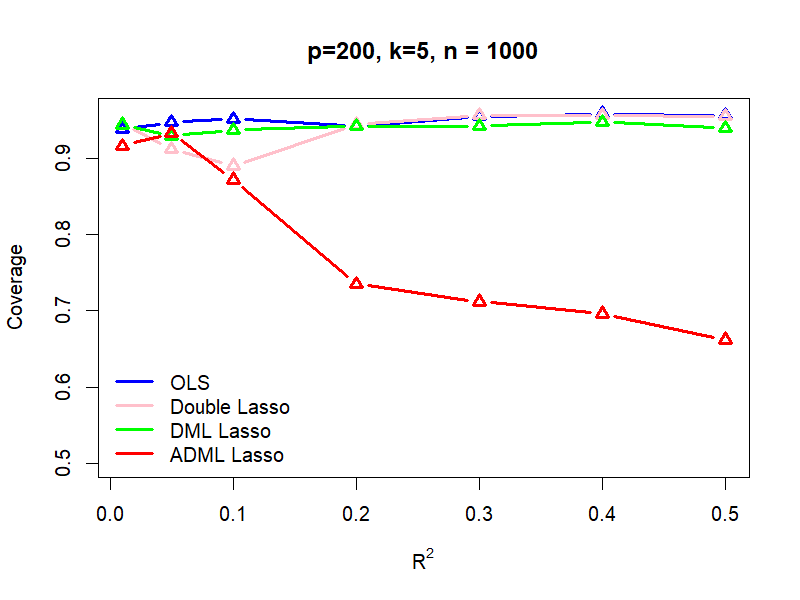 p=200, k=5, n = 1000
Coverage
0.9
0.8
0.7
0.6
0.5
OLS
Double Lasso
DML Lasso
ADML Lasso
0.0 0.1 0.2 0.3 0.4 0.5
R²